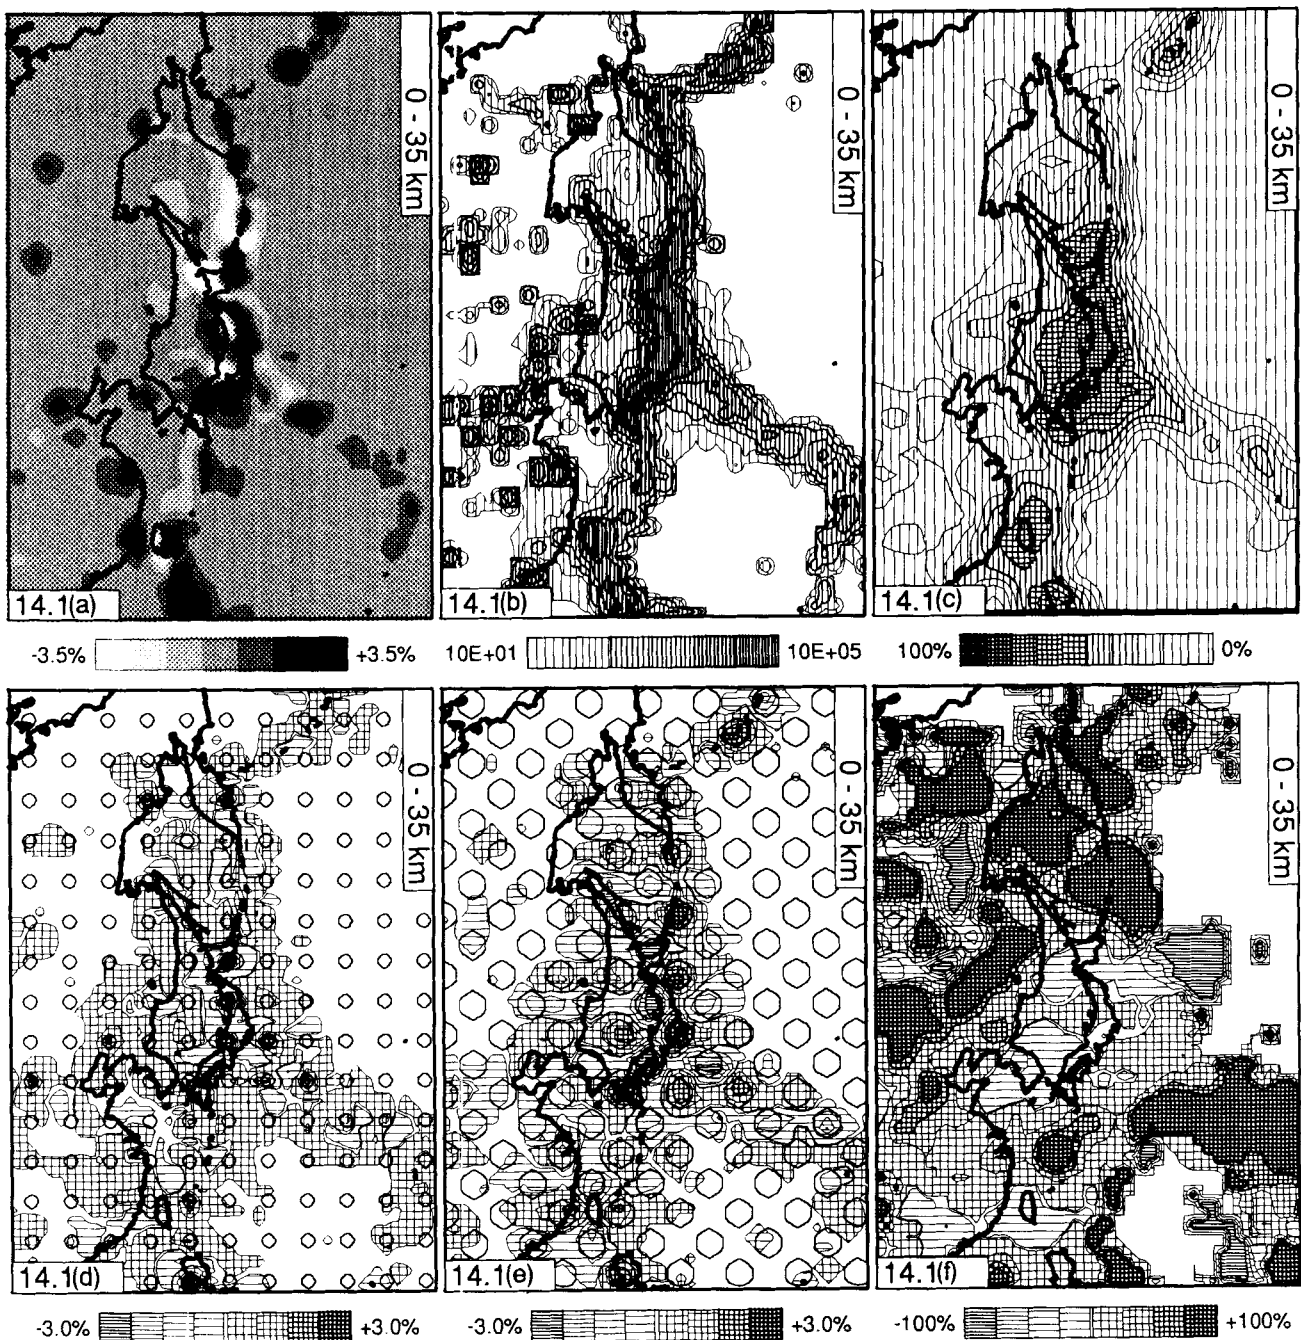 0 - 35 km
0 - 35 km
0 - 35 km
14.1(a)
14.1(b)
14.1(c)
-3.5% +3.5%
10E+01 10E+05
100% 0%
0 - 35 km
0 - 35 km
0 - 35 km
14.1(d)
14.1(e)
14.1(f)
-3.0% +3.0%
-3.0% +3.0%
-100% +100%